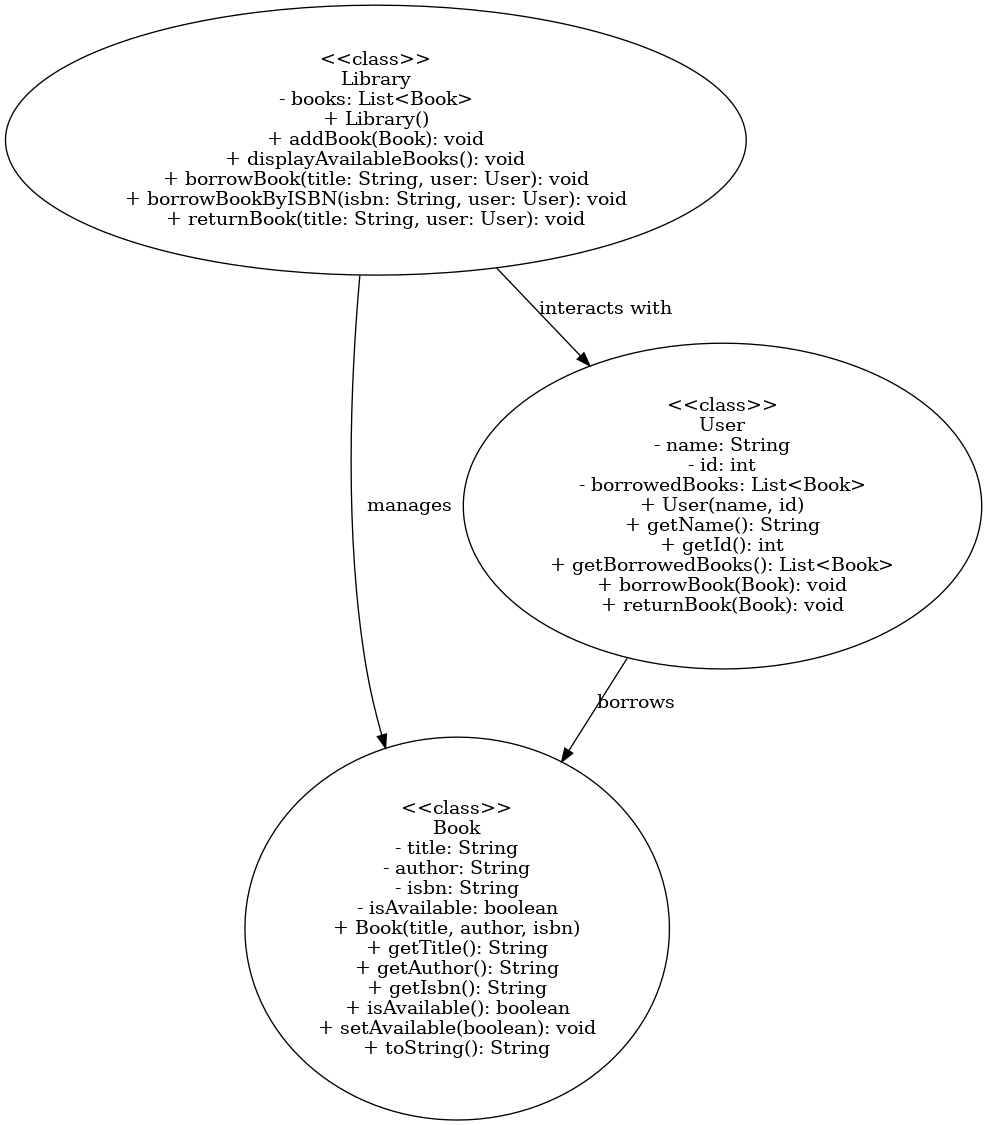 <<class>>
Library
- books: List<Book>
+ Library()
+ addBook(Book): void
+ displayAvailableBooks(): void
+ borrowBook(title: String, user: User): void
+ borrowBookByISBN(isbn: String, user: User): void
+ returnBook(title: String, user: User): void
interacts with
<<class>>
User
- name: String
- id: int
- borrowedBooks: List<Book>
+ User(name, id)
+ getName(): String
+ getId(): int
+ getBorrowedBooks(): List<Book>
+ borrowBook(Book): void
+ returnBook(Book): void
manages
borrows
<<class>>
Book
- title: String
- author: String
- isbn: String
- isAvailable: boolean
+ Book(title, author, isbn)
+ getTitle(): String
+ getAuthor(): String
+ getIsbn(): String
+ isAvailable(): boolean
+ setAvailable(boolean): void
+ toString(): String